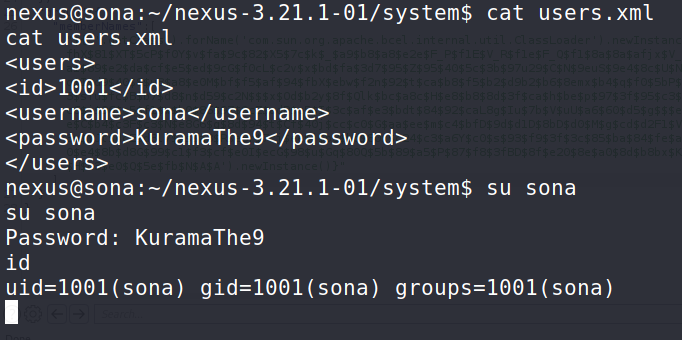 nexus@sona:~/nexus-3.21.1-01/system$ cat users.xml
cat users.xml
<users>
<id>1001</id>
<username>sona</username>
<password>KuramaThe9</password>
</users>
nexus@sona:~/nexus-3.21.1-01/system$ su sona
su sona
Password: KuramaThe9
id
uid=1001(sona) gid=1001(sona) groups=1001(sona)
Search